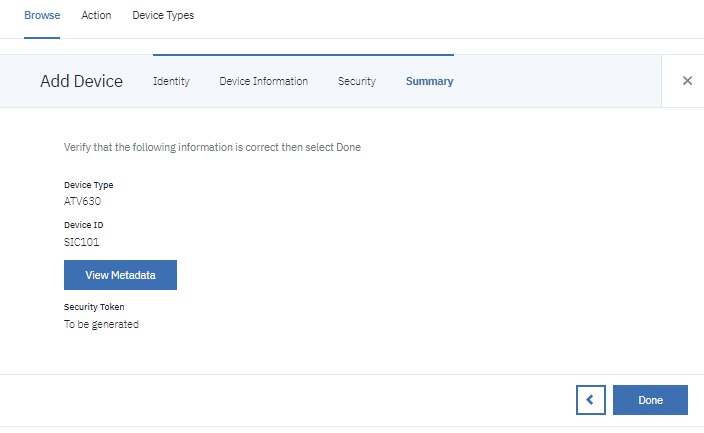 Browse Action Device Types
Add Device Identity Device Information Security Summary
Verify that the following information is correct then select Done
Device Type
ATV630
Device ID
SIC101
View Metadata
Security Token
To be generated
Done